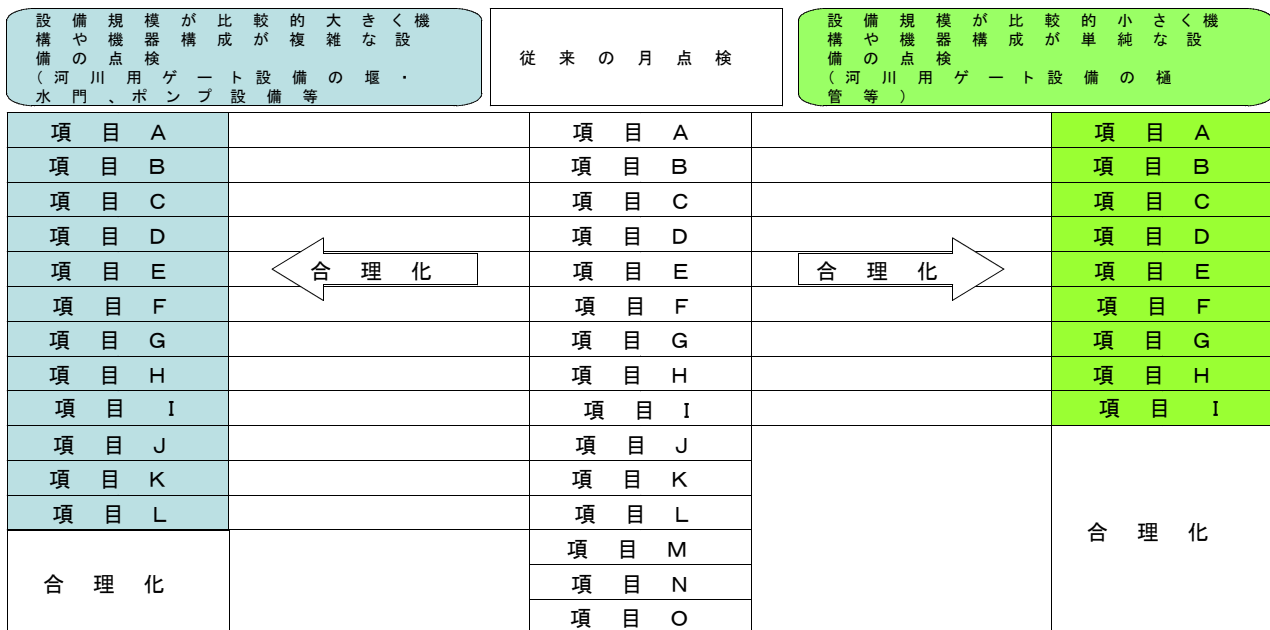 設備規模が比較的大きく機
構や機器構成が複雑な設
備の点検
(河川用ゲート設備の堰・
水門、ポンプ設備等
従来の月点検
設備規模が比較的小さく機
構や機器構成が単純な設
備の点検
(河川用ゲート設備の樋
管等)
項目A 項目A 項目A
項目B 項目B 項目B
項目C 項目C 項目C
項目D 項目D 項目D
項目E 合理化 項目E 合理化 項目E
項目F 項目F 項目F
項目G 項目G 項目G
項目H 項目H 項目H
項目I 項目I 項目I
項目J 項目J
項目K 項目K
項目L 項目L
合理化
項目M
項目N
合理化
項目O